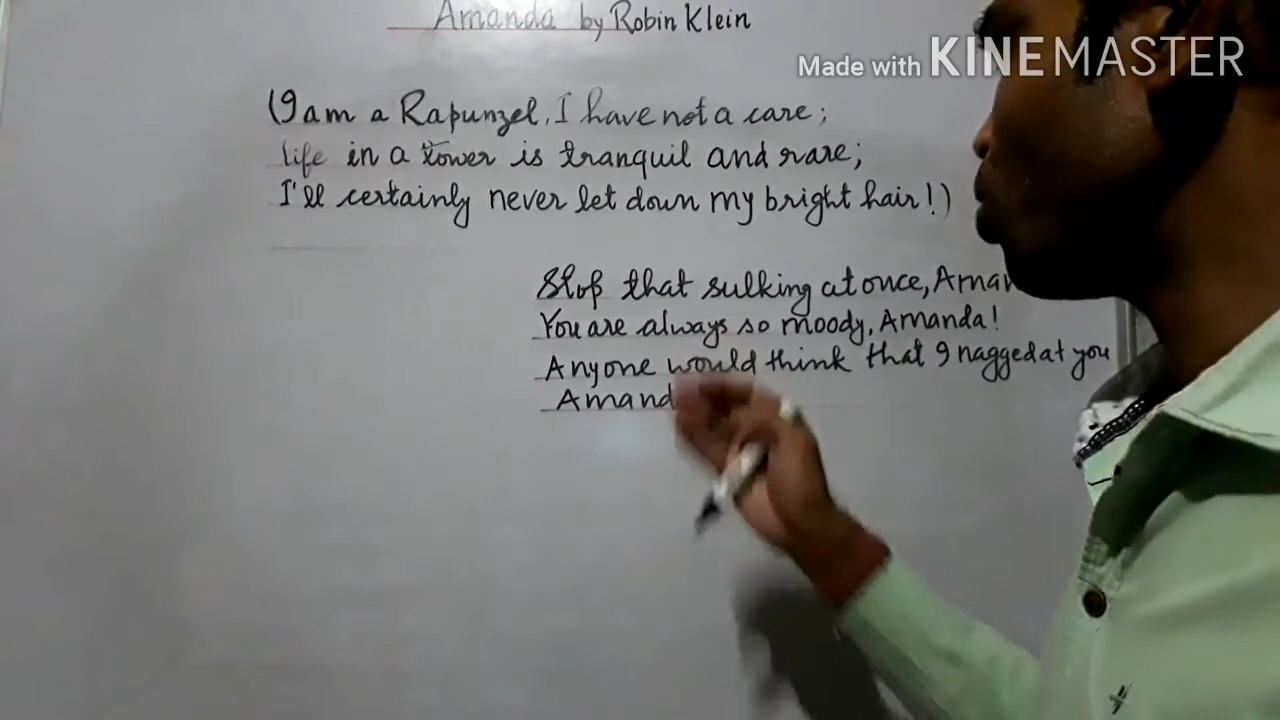 Amanda by Robin Klein
Made with KINEMASTER
(I am a Rapunzel, I have not a care;
life in a tower is tranquil and rare;
I'll certainly never let down my bright hair!)
Stop that sulking at once,
You are always so moody, Amanda!
Anyone would think that I nagged at you